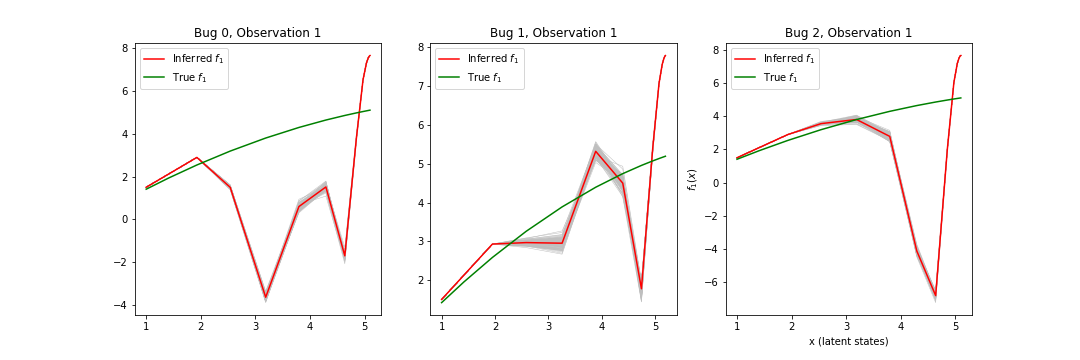 Bug 0, Observation 1
Inferred f₁
True f₁
8
6
4
2
0
−2
−4
1 2 3 4 5
Bug 1, Observation 1
Inferred f₁
True f₁
8
7
6
5
4
3
2
1 2 3 4 5
Bug 2, Observation 1
Inferred f₁
True f₁
f₁(x)
8
6
4
2
0
−2
−4
−6
1 2 3 4 5
x (latent states)